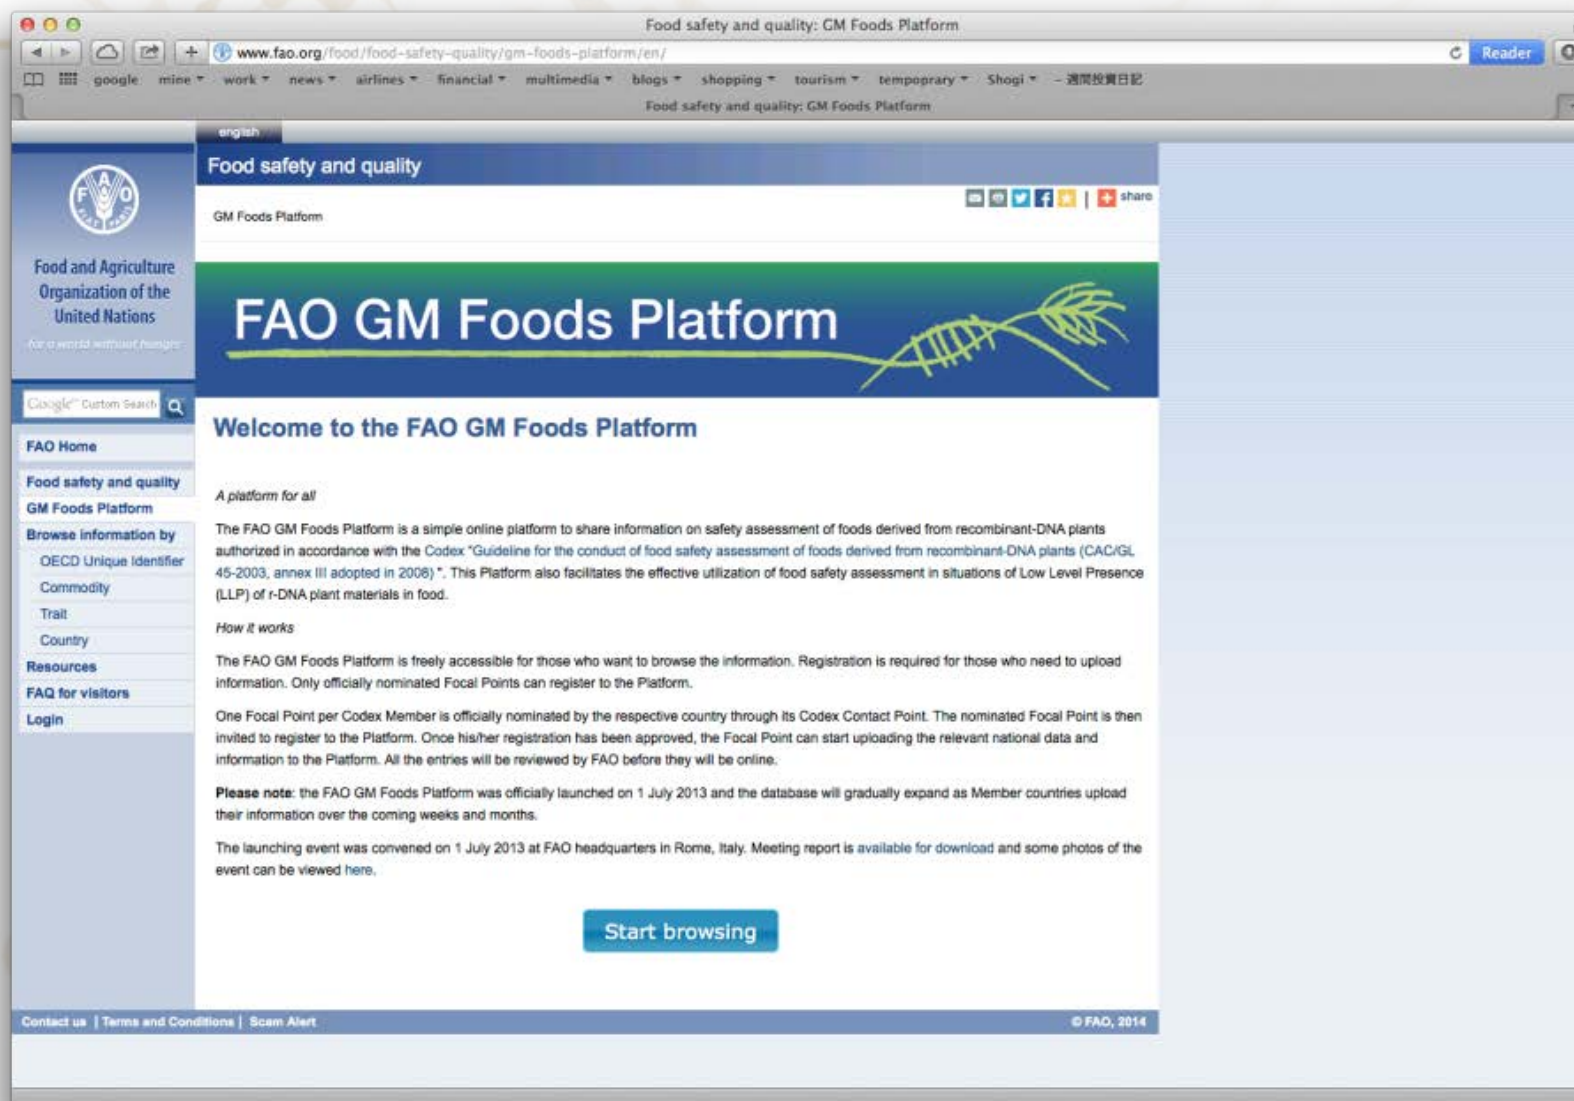 Food safety and quality: GM Foods Platform
www.fao.org/food/food-safety-quality/gm-foods-platform/en/
Reader
google mine work news airlines financial multimedia blogs shopping tourism tempoprary Shogi - 週間投資日記
Food safety and quality: GM Foods Platform
english
Food safety and quality
share
GM Foods Platform
FAO
FIAT PANIS
Food and Agriculture
Organization of the
United Nations
for a world without hunger
FAO GM Foods Platform
Google™ Custom Search
FAO Home
Food safety and quality
GM Foods Platform
Browse information by
OECD Unique Identifier
Commodity
Trait
Country
Resources
FAQ for visitors
Login
Welcome to the FAO GM Foods Platform
A platform for all
The FAO GM Foods Platform is a simple online platform to share information on safety assessment of foods derived from recombinant-DNA plants
authorized in accordance with the Codex "Guideline for the conduct of food safety assessment of foods derived from recombinant-DNA plants (CAC/GL
45-2003, annex III adopted in 2008) ". This Platform also facilitates the effective utilization of food safety assessment in situations of Low Level Presence
(LLP) of r-DNA plant materials in food.
How it works
The FAO GM Foods Platform is freely accessible for those who want to browse the information. Registration is required for those who need to upload
information. Only officially nominated Focal Points can register to the Platform.
One Focal Point per Codex Member is officially nominated by the respective country through its Codex Contact Point. The nominated Focal Point is then
invited to register to the Platform. Once his/her registration has been approved, the Focal Point can start uploading the relevant national data and
information to the Platform. All the entries will be reviewed by FAO before they will be online.
Please note: the FAO GM Foods Platform was officially launched on 1 July 2013 and the database will gradually expand as Member countries upload
their information over the coming weeks and months.
The launching event was convened on 1 July 2013 at FAO headquarters in Rome, Italy. Meeting report is available for download and some photos of the
event can be viewed here.
Start browsing
Contact us | Terms and Conditions | Scam Alert
© FAO, 2014